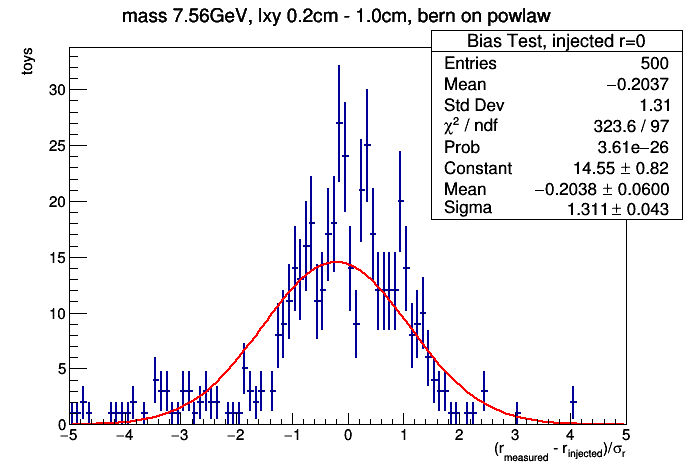 mass 7.56GeV, lxy 0.2cm - 1.0cm, bern on powlaw
Bias Test, injected r=0
Entries 500
Mean −0.2037
Std Dev 1.31
χ² / ndf 323.6 / 97
Prob 3.61e−26
Constant 14.55 ± 0.82
Mean −0.2038 ± 0.0600
Sigma 1.311 ± 0.043
toys
30
25
20
15
10
5
0
−5 −4 −3 −2 −1 0 1 2 3 4 5
(r_measured - r_injected)/σ_r